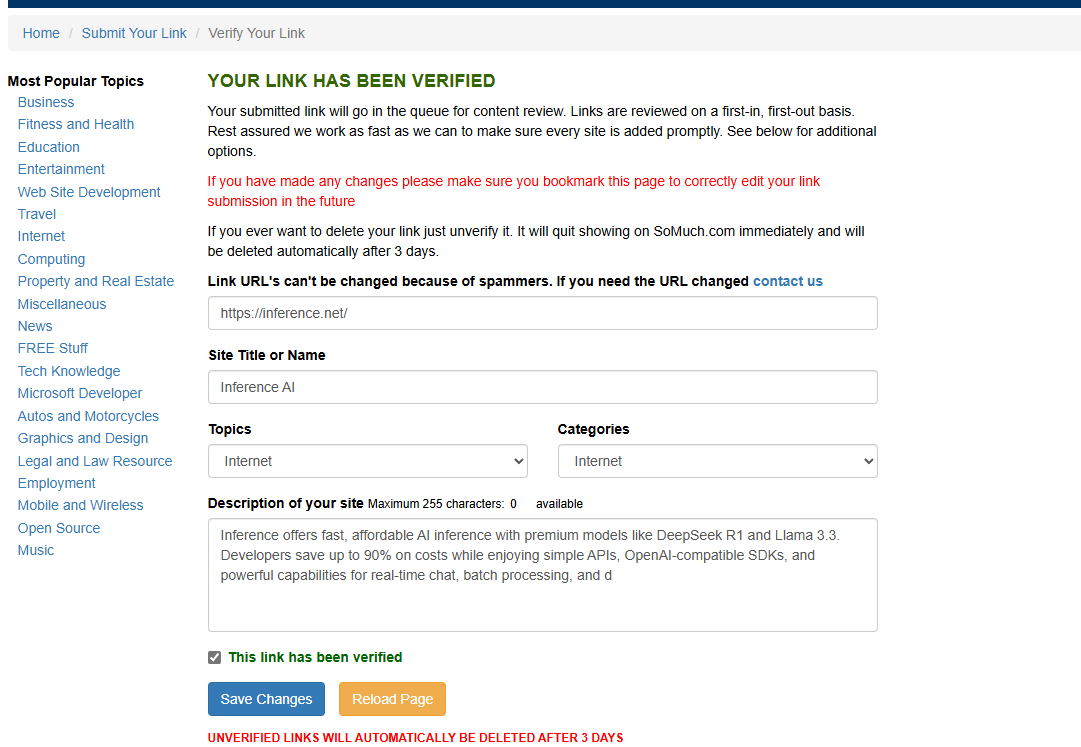 Home / Submit Your Link / Verify Your Link
Most Popular Topics
Business
Fitness and Health
Education
Entertainment
Web Site Development
Travel
Internet
Computing
Property and Real Estate
Miscellaneous
News
FREE Stuff
Tech Knowledge
Microsoft Developer
Autos and Motorcycles
Graphics and Design
Legal and Law Resource
Employment
Mobile and Wireless
Open Source
Music
YOUR LINK HAS BEEN VERIFIED
Your submitted link will go in the queue for content review. Links are reviewed on a first-in, first-out basis.
Rest assured we work as fast as we can to make sure every site is added promptly. See below for additional
options.
If you have made any changes please make sure you bookmark this page to correctly edit your link
submission in the future
If you ever want to delete your link just unverify it. It will quit showing on SoMuch.com immediately and will
be deleted automatically after 3 days.
Link URL's can't be changed because of spammers. If you need the URL changed contact us
https://inference.net/
Site Title or Name
Inference AI
Topics
Categories
Internet
Internet
Description of your site Maximum 255 characters: 0 available
Inference offers fast, affordable AI inference with premium models like DeepSeek R1 and Llama 3.3.
Developers save up to 90% on costs while enjoying simple APIs, OpenAI-compatible SDKs, and
powerful capabilities for real-time chat, batch processing, and d
This link has been verified
Save Changes
Reload Page
UNVERIFIED LINKS WILL AUTOMATICALLY BE DELETED AFTER 3 DAYS